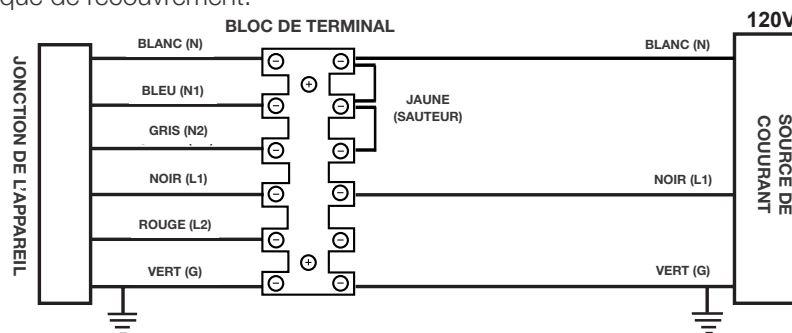 que de recouvrement.
120V
BLOC DE TERMINAL
BLANC (N)
BLANC (N)
BLEU (N1)
JAUNE
(SAUTEUR)
GRIS (N2)
NOIR (L1)
NOIR (L1)
ROUGE (L2)
VERT (G)
VERT (G)
JONCTION DE L'APPAREIL
SOURCE DE
COUURANT